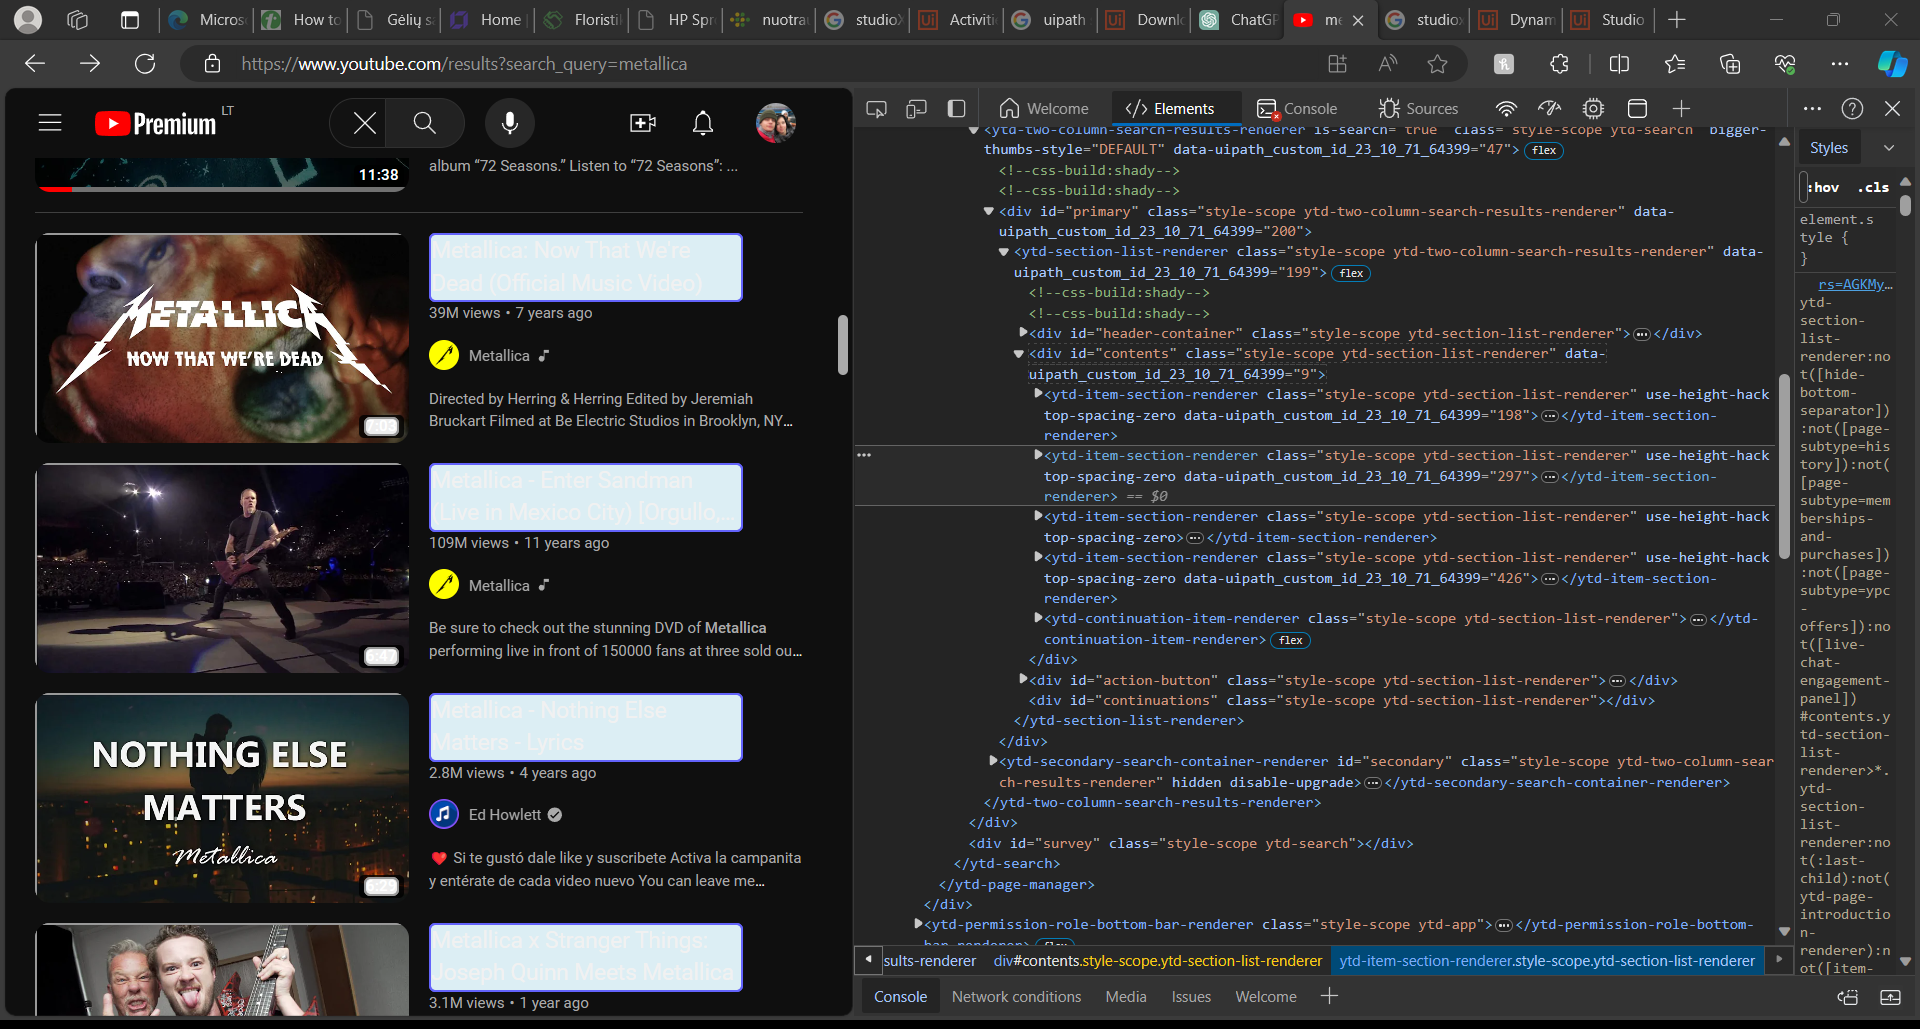 Micros
How to
Gėlių s
Home
Floristi
HP Spr
nuotra
studioX
Activiti
uipath
Downl
ChatGP
me
studio
Dynam
Studio
https://www.youtube.com/results?search_query=metallica
Premium LT
11:38
album “72 Seasons.” Listen to “72 Seasons”: ...
METALLICA
NOW THAT WE'RE DEAD
7:03
Metallica: Now That We're
Dead (Official Music Video)
39M views • 7 years ago
Metallica
Directed by Herring & Herring Edited by Jeremiah
Bruckart Filmed at Be Electric Studios in Brooklyn, NY...
6:47
Metallica - Enter Sandman
(Live in Mexico City) [Orgullo,...
109M views • 11 years ago
Metallica
Be sure to check out the stunning DVD of Metallica
performing live in front of 150000 fans at three sold ou...
NOTHING ELSE
MATTERS
Metallica
6:29
Metallica - Nothing Else
Matters - Lyrics
2.8M views • 4 years ago
Ed Howlett
Si te gustó dale like y suscribete Activa la campanita
y entérate de cada video nuevo You can leave me...
Metallica x Stranger Things:
Joseph Quinn Meets Metallica
3.1M views • 1 year ago
Welcome
Elements
Console
Sources
<ytd-two-column-search-results-renderer is-search="true" class="style-scope ytd-search" bigger-
thumbs-style="DEFAULT" data-uipath_custom_id_23_10_71_64399="47"> flex
<!--css-build:shady-->
<!--css-build:shady-->
<div id="primary" class="style-scope ytd-two-column-search-results-renderer" data-
uipath_custom_id_23_10_71_64399="200">
<ytd-section-list-renderer class="style-scope ytd-two-column-search-results-renderer" data-
uipath_custom_id_23_10_71_64399="199"> flex
<!--css-build:shady-->
<!--css-build:shady-->
<div id="header-container" class="style-scope ytd-section-list-renderer">…</div>
<div id="contents" class="style-scope ytd-section-list-renderer" data-
uipath_custom_id_23_10_71_64399="9">
<ytd-item-section-renderer class="style-scope ytd-section-list-renderer" use-height-hack
top-spacing-zero data-uipath_custom_id_23_10_71_64399="198">…</ytd-item-section-
renderer>
<ytd-item-section-renderer class="style-scope ytd-section-list-renderer" use-height-hack
top-spacing-zero data-uipath_custom_id_23_10_71_64399="297">…</ytd-item-section-
renderer> == $0
<ytd-item-section-renderer class="style-scope ytd-section-list-renderer" use-height-hack
top-spacing-zero>…</ytd-item-section-renderer>
<ytd-item-section-renderer class="style-scope ytd-section-list-renderer" use-height-hack
top-spacing-zero data-uipath_custom_id_23_10_71_64399="426">…</ytd-item-section-
renderer>
<ytd-continuation-item-renderer class="style-scope ytd-section-list-renderer">…</ytd-
continuation-item-renderer> flex
</div>
<div id="action-button" class="style-scope ytd-section-list-renderer">…</div>
<div id="continuations" class="style-scope ytd-section-list-renderer"></div>
</ytd-section-list-renderer>
</div>
<ytd-secondary-search-container-renderer id="secondary" class="style-scope ytd-two-column-sear
ch-results-renderer" hidden disable-upgrade>…</ytd-secondary-search-container-renderer>
</ytd-two-column-search-results-renderer>
</div>
<div id="survey" class="style-scope ytd-search"></div>
</ytd-search>
</ytd-page-manager>
</div>
<ytd-permission-role-bottom-bar-renderer class="style-scope ytd-app">…</ytd-permission-role-bottom-
bar-renderer> flex
sults-renderer div#contents.style-scope.ytd-section-list-renderer ytd-item-section-renderer.style-scope.ytd-section-list-renderer
Console
Network conditions
Media
Issues
Welcome
Styles
:hov .cls
element.s
tyle {
}
rs=AGKMy…
ytd-
section-
list-
renderer:no
t([hide-
bottom-
separator])
:not([page-
subtype=his
tory]):not(
[page-
subtype=mem
berships-
and-
purchases])
:not([page-
subtype=ypc
-
offers]):no
t([live-
chat-
engagement-
panel])
#contents.y
td-section-
list-
renderer>*.
ytd-
section-
list-
renderer:no
t(:last-
child):not(
ytd-page-
introductio
n-
renderer):n
ot([item-